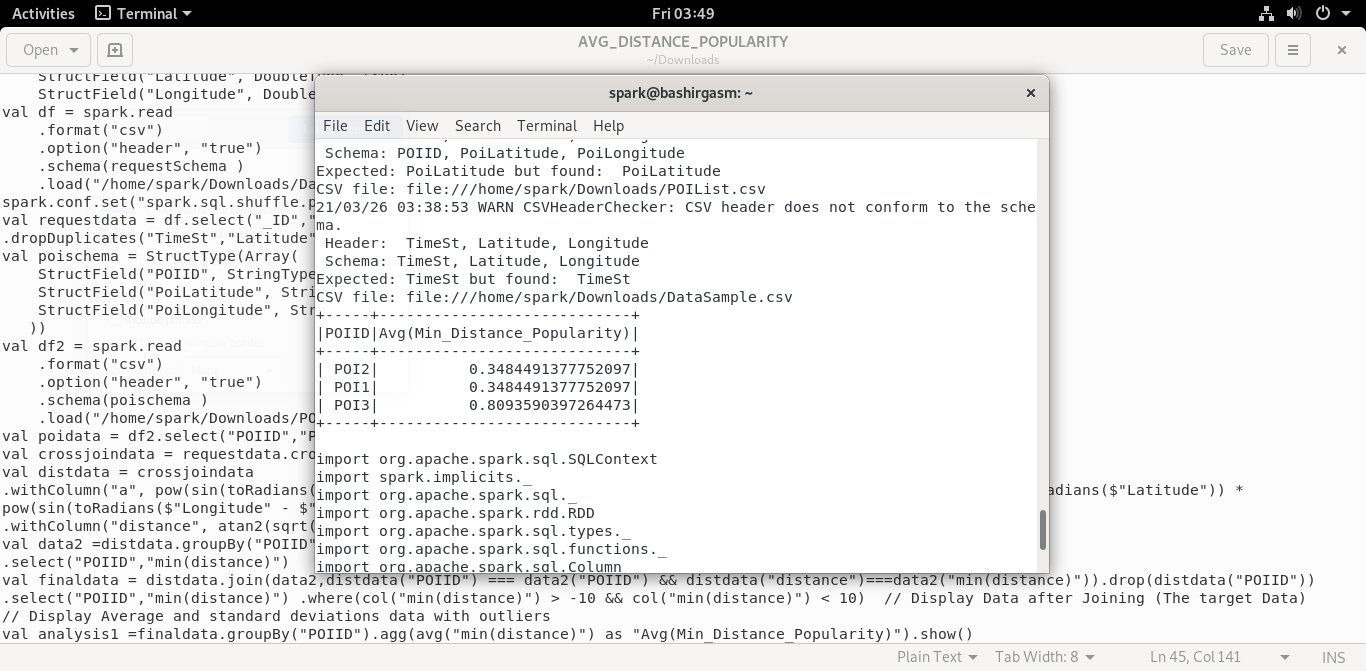 Activities Terminal Fri 03:49
Open AVG_DISTANCE_POPULARITY Save
~/Downloads
StructField("Latitude",
StructField("Longitude", Double
val df = spark.read
.format("csv")
.option("header", "true")
.schema(requestSchema )
.load("/home/spark/Downloads/Da
spark.conf.set("spark.sql.shuffle.p
val requestdata = df.select("_ID","
.dropDuplicates("TimeSt","Latitude"
val poischema = StructType(Array(
StructField("POIID", StringType
StructField("PoiLatitude", Stri
StructField("PoiLongitude", Str
))
val df2 = spark.read
.format("csv")
.option("header", "true")
.schema(poischema )
.load("/home/spark/Downloads/PO
val poidata = df2.select("POIID","P
val crossjoindata = requestdata.cro
val distdata = crossjoindata
.withColumn("a", pow(sin(toRadians( adians($"Latitude")) *
pow(sin(toRadians($"Longitude" - $"
.withColumn("distance", atan2(sqrt(
val data2 =distdata.groupBy("POIID"
.select("POIID","min(distance)")
val finaldata = distdata.join(data2,distdata("POIID") === data2("POIID") && distdata("distance")===data2("min(distance)")).drop(distdata("POIID"))
.select("POIID","min(distance)") .where(col("min(distance)") > -10 && col("min(distance)") < 10)  // Display Data after Joining (The target Data)
// Display Average and standard deviations data with outliers
val analysis1 =finaldata.groupBy("POIID").agg(avg("min(distance)") as "Avg(Min_Distance_Popularity)").show()
spark@bashirgasm: ~
File Edit View Search Terminal Help
Schema: POIID, PoiLatitude, PoiLongitude
Expected: PoiLatitude but found:  PoiLatitude
CSV file: file:///home/spark/Downloads/POIList.csv
21/03/26 03:38:53 WARN CSVHeaderChecker: CSV header does not conform to the sche
ma.
Header:  TimeSt, Latitude, Longitude
Schema: TimeSt, Latitude, Longitude
Expected: TimeSt but found:  TimeSt
CSV file: file:///home/spark/Downloads/DataSample.csv
+-----+----------------------------+
|POIID|Avg(Min_Distance_Popularity)|
+-----+----------------------------+
| POI2|          0.3484491377752097|
| POI1|          0.3484491377752097|
| POI3|          0.8093590397264473|
+-----+----------------------------+
import org.apache.spark.sql.SQLContext
import spark.implicits._
import org.apache.spark.sql._
import org.apache.spark.rdd.RDD
import org.apache.spark.sql.types._
import org.apache.spark.sql.functions._
import org.apache.spark.sql.Column
Plain Text Tab Width: 8 Ln 45, Col 141 INS